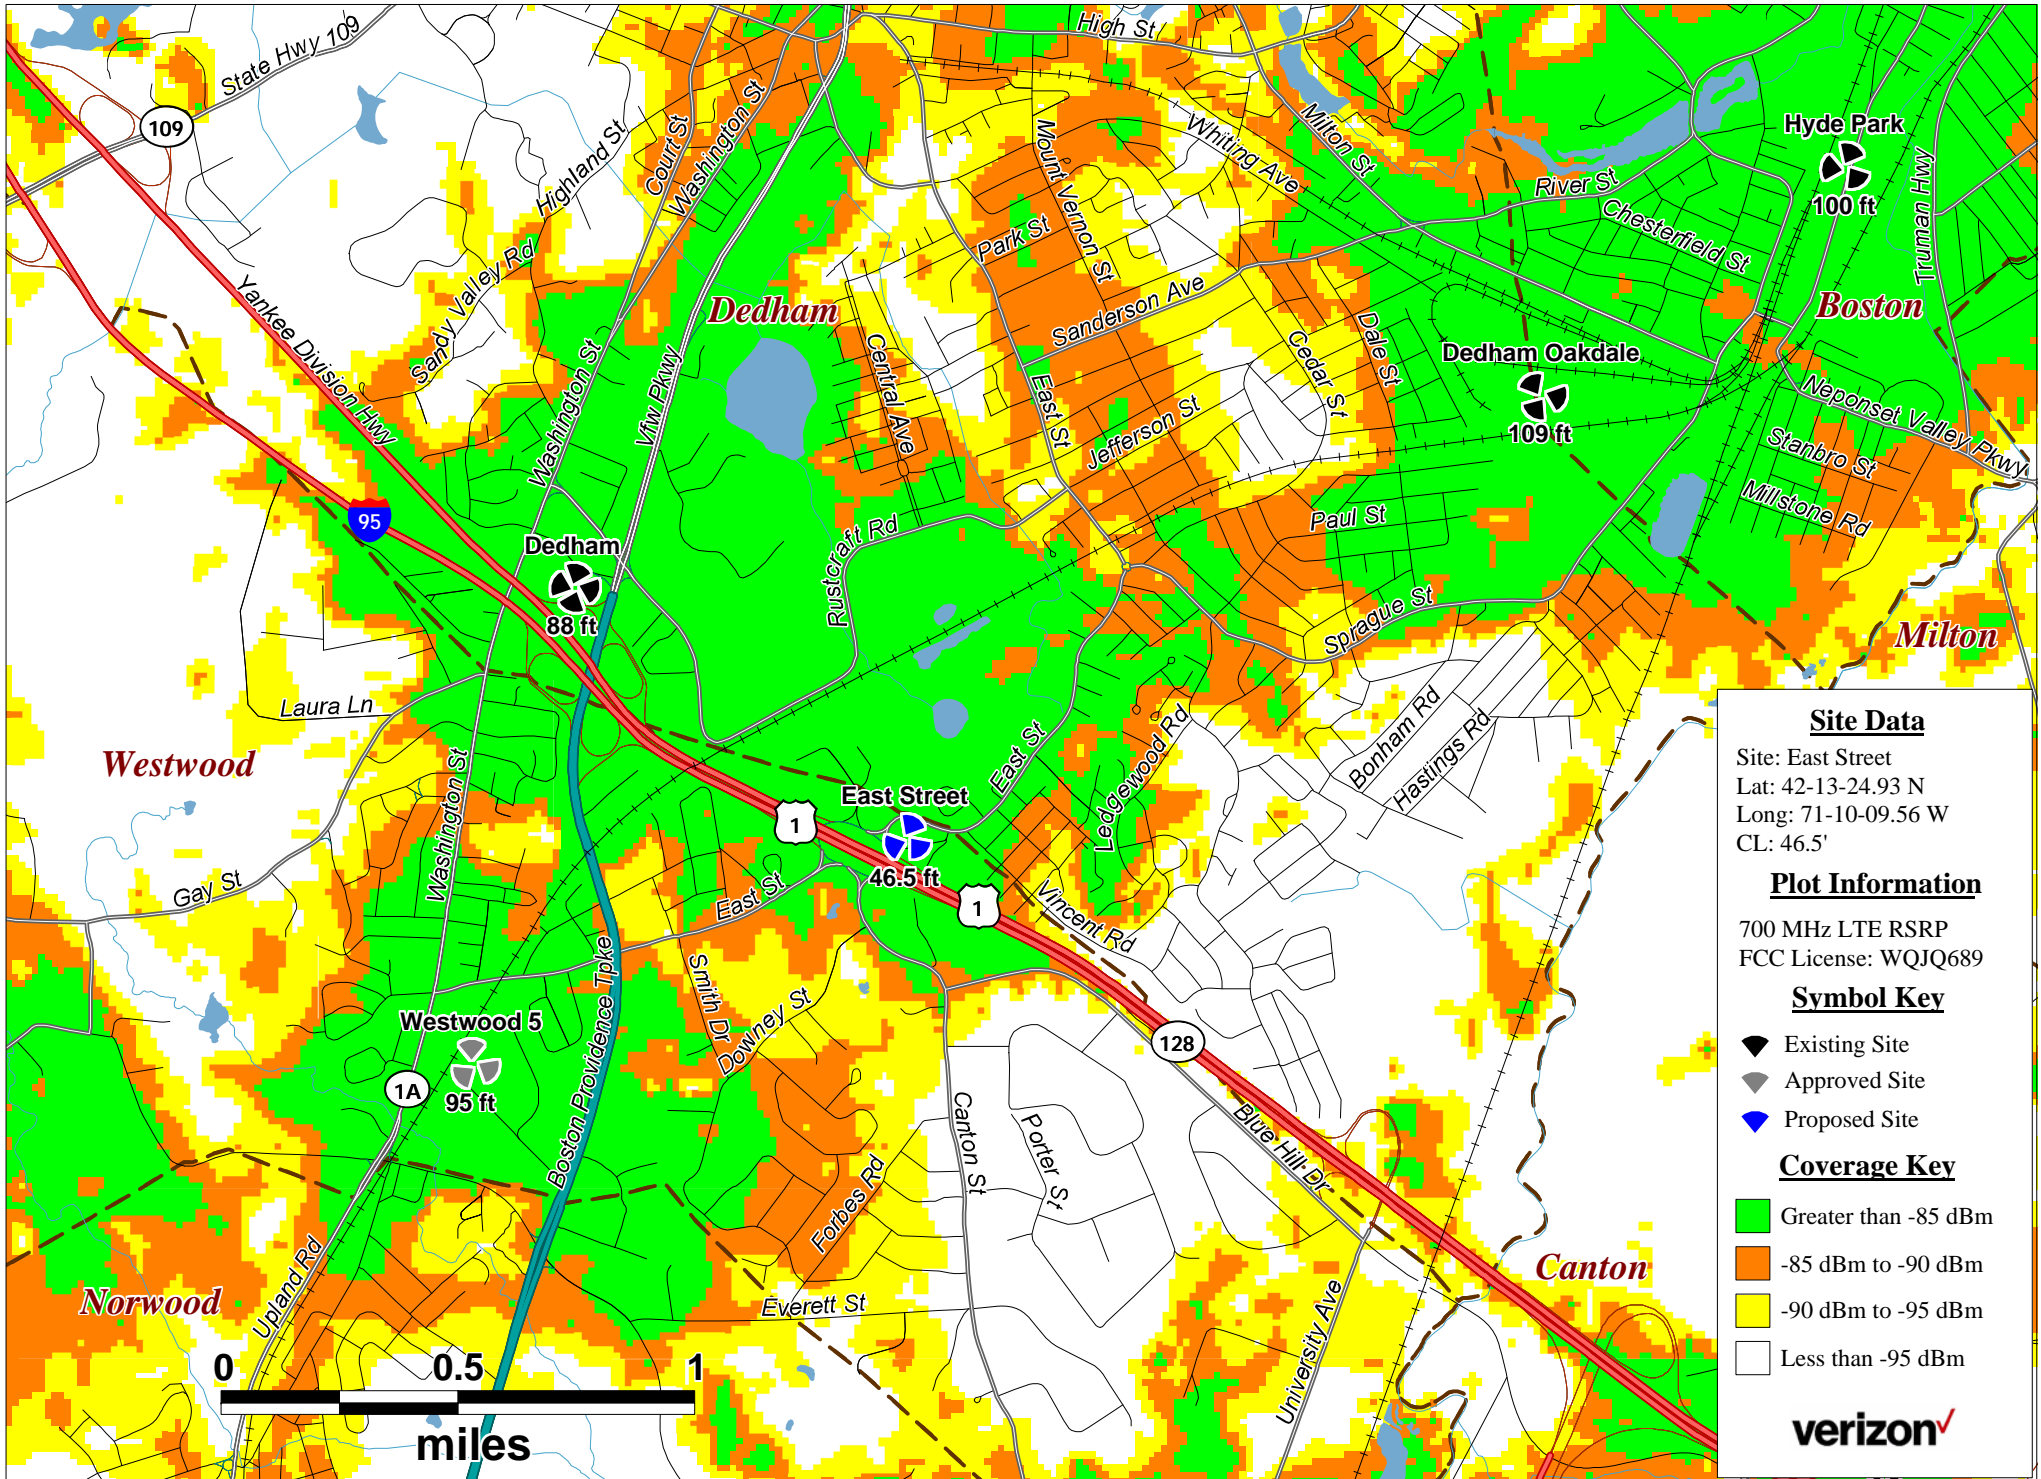 High St
State Hwy 109
109
Highland St
Court St
Washington St
Mount Vernon St
Whiting Ave
Milton St
Hyde Park
100 ft
River St
Chesterfield St
Truman Hwy
Park St
Sandy Valley Rd
Yankee Division Hwy
Dedham
Boston
Sanderson Ave
Central Ave
Cedar St
Dale St
Dedham Oakdale
109 ft
Washington St
Vfw Pkwy
East St
Jefferson St
Neponset Valley Pkwy
Stanbro St
Millstone Rd
95
Dedham
88 ft
Rustcraft Rd
Paul St
Sprague St
Milton
Laura Ln
Westwood
Washington St
East St
Ledgewood Rd
Bonham Rd
Hastings Rd
East Street
46.5 ft
1
1
Gay St
East St
Vincent Rd
Smith Dr
Downey St
Boston Providence Tpke
Westwood 5
95 ft
1A
128
Canton St
Porter St
Blue Hill Dr
Forbes Rd
Norwood
Upland Rd
Everett St
University Ave
Canton
0 0.5 1
miles
Site Data
Site: East Street
Lat: 42-13-24.93 N
Long: 71-10-09.56 W
CL: 46.5'
Plot Information
700 MHz LTE RSRP
FCC License: WQJQ689
Symbol Key
Existing Site
Approved Site
Proposed Site
Coverage Key
Greater than -85 dBm
-85 dBm to -90 dBm
-90 dBm to -95 dBm
Less than -95 dBm
verizon